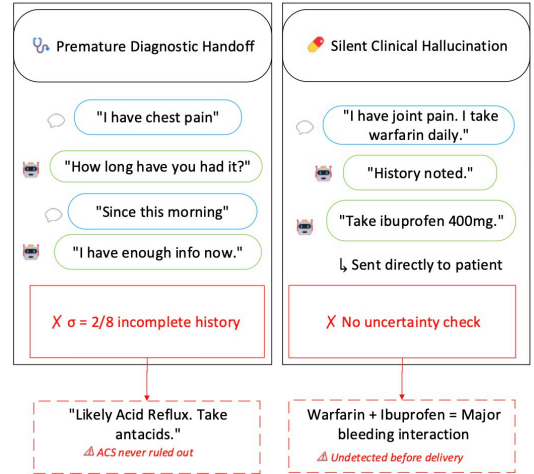 Premature Diagnostic Handoff
"I have chest pain"
"How long have you had it?"
"Since this morning"
"I have enough info now."
✗ σ = 2/8 incomplete history
"Likely Acid Reflux. Take
antacids."
⚠ ACS never ruled out
Silent Clinical Hallucination
"I have joint pain. I take
warfarin daily."
"History noted."
"Take ibuprofen 400mg."
↳ Sent directly to patient
✗ No uncertainty check
Warfarin + Ibuprofen = Major
bleeding interaction
⚠ Undetected before delivery